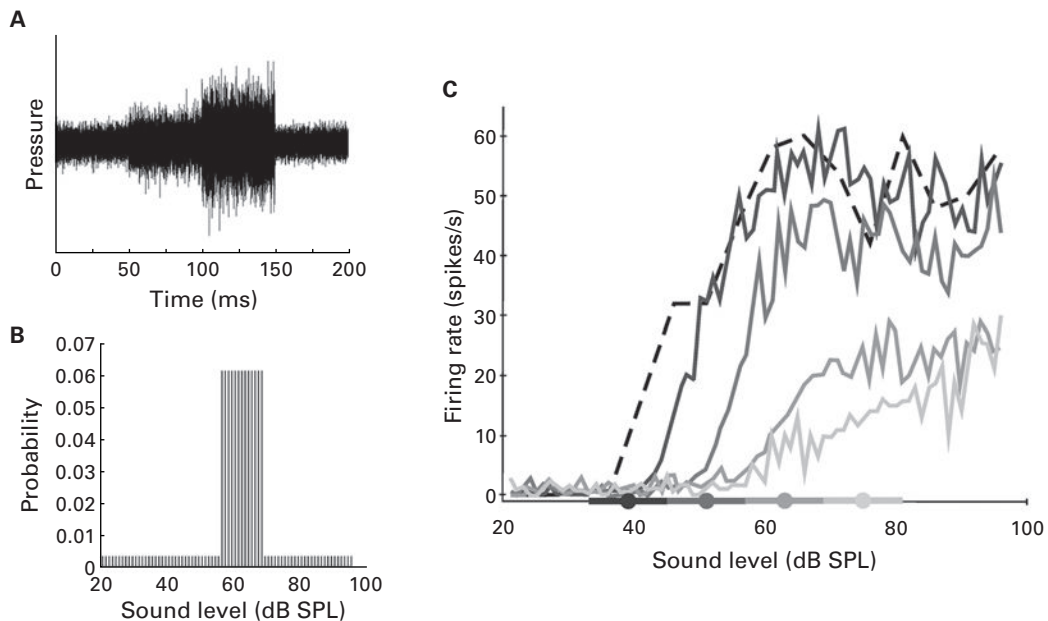 A
Pressure
0 50 100 150 200
Time (ms)
B
0.07
0.06
0.05
0.04
0.03
0.02
0.01
0
Probability
20 40 60 80 100
Sound level (dB SPL)
C
60
50
40
30
20
10
0
Firing rate (spikes/s)
20 40 60 80 100
Sound level (dB SPL)